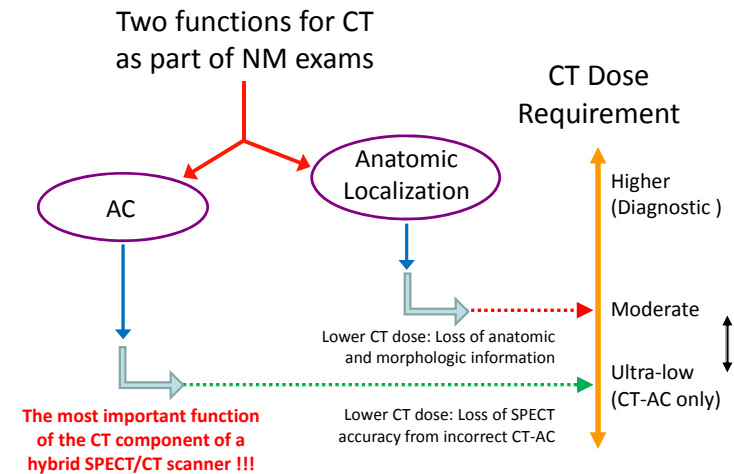 Two functions for CT
as part of NM exams
CT Dose
Requirement
Anatomic
Localization
AC
Higher
(Diagnostic )
Moderate
Lower CT dose: Loss of anatomic
and morphologic information
Ultra-low
(CT-AC only)
The most important function
of the CT component of a
hybrid SPECT/CT scanner !!!
Lower CT dose: Loss of SPECT
accuracy from incorrect CT-AC